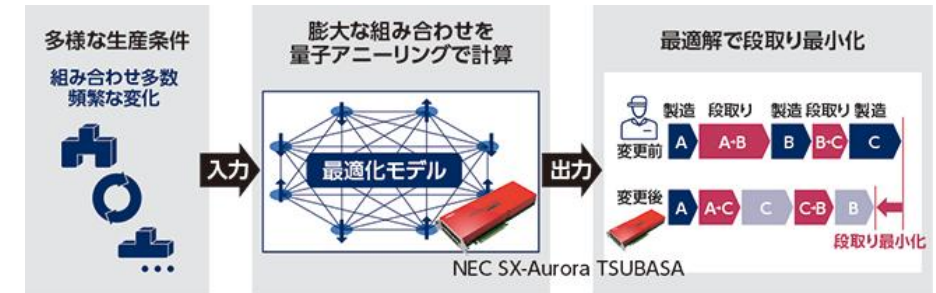 多様な生産条件
組み合わせ多数
頻繁な変化
入力
膨大な組み合わせを
量子アニーリングで計算
最適化モデル
NEC SX-Aurora TSUBASA
出力
最適解で段取り最小化
製造 段取り 製造 段取り 製造
変更前 A A→B B B→C C
変更後 A A→C C C→B B
段取り最小化